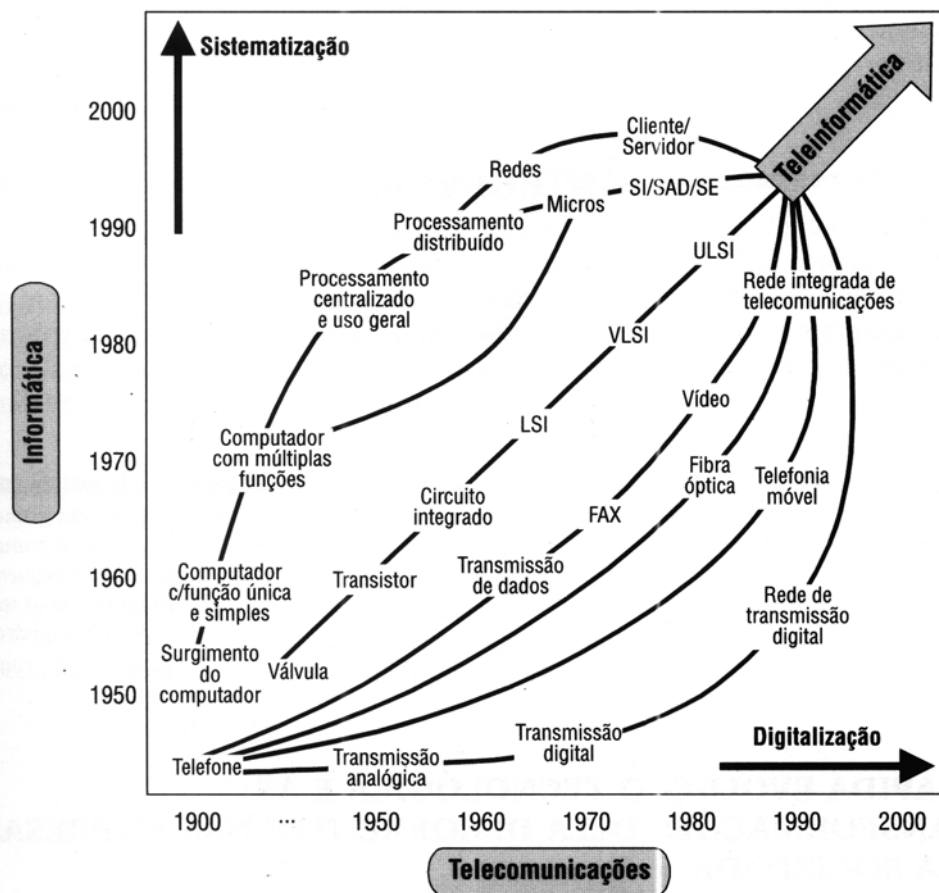 Sistematização
2000
1990
1980
1970
1960
1950
Informática
Teleinformática
Cliente/
Servidor
Redes
SI/SAD/SE
Micros
Processamento
distribuído
Processamento
centralizado
e uso geral
Computador
com múltiplas
funções
Computador
c/função única
e simples
Surgimento
do
computador
ULSI
VLSI
LSI
Circuito
integrado
Transistor
Válvula
Rede integrada de
telecomunicações
Vídeo
FAX
Transmissão
de dados
Fibra
óptica
Telefonia
móvel
Rede de
transmissão
digital
Transmissão
digital
Transmissão
analógica
Telefone
Digitalização
1900 ... 1950 1960 1970 1980 1990 2000
Telecomunicações